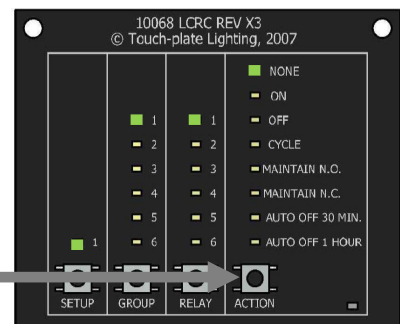 10068 LCRC REV X3
© Touch-plate Lighting, 2007
NONE
ON
1 1 OFF
2 2 CYCLE
3 3 MAINTAIN N.O.
4 4 MAINTAIN N.C.
5 5 AUTO OFF 30 MIN.
1 6 6 AUTO OFF 1 HOUR
SETUP GROUP RELAY ACTION